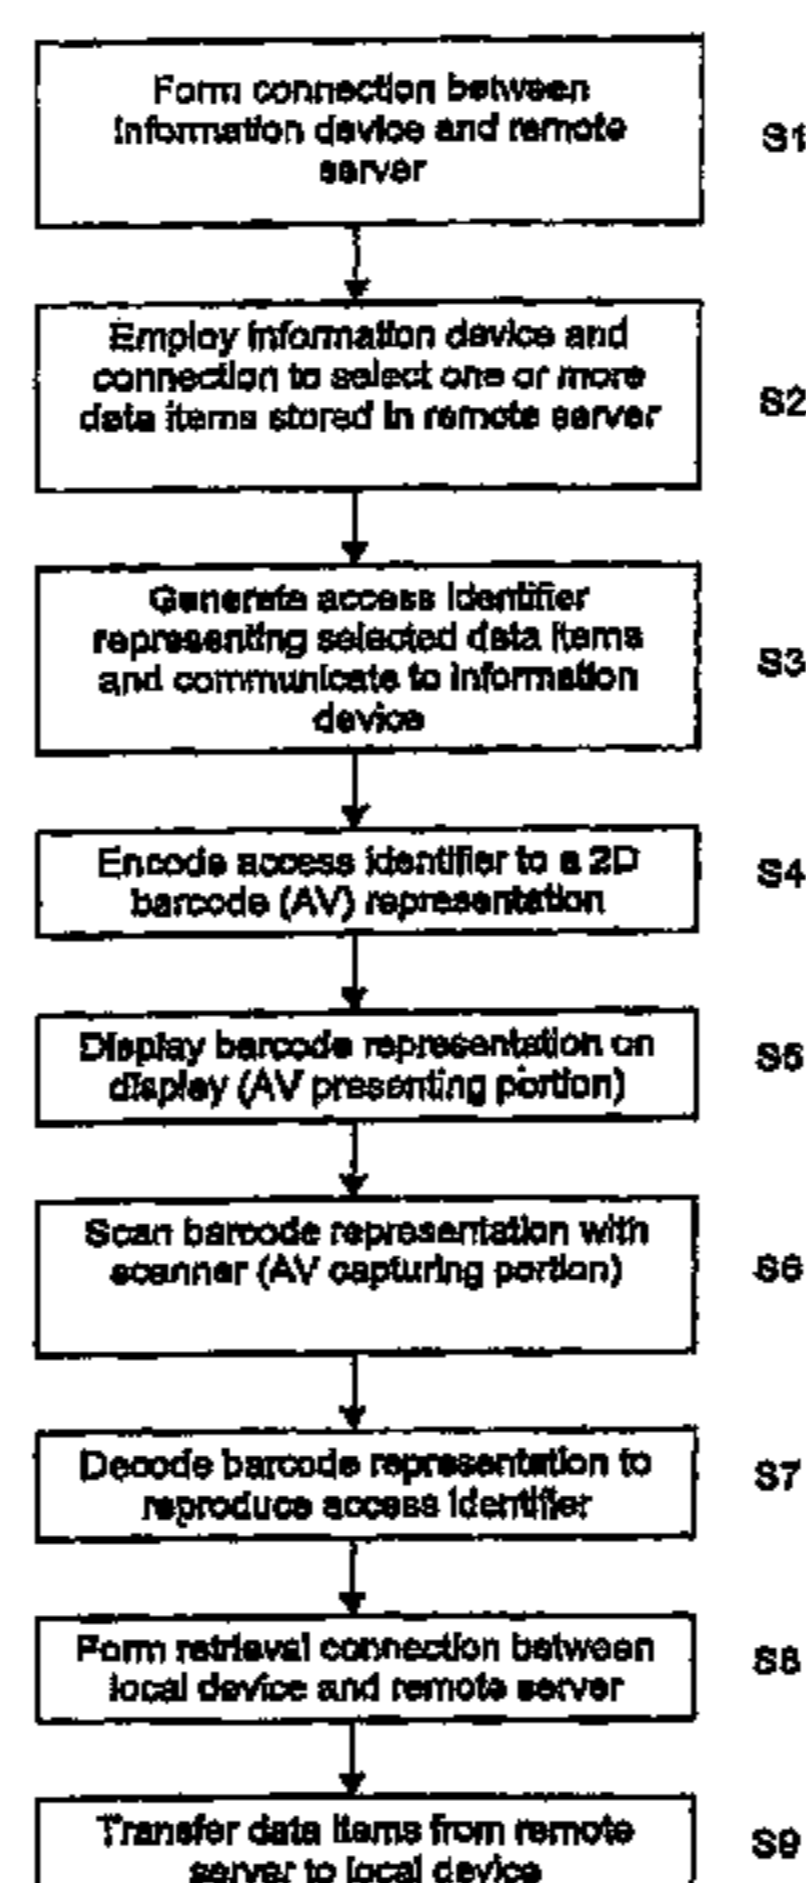 Form connection between
information device and remote
server
S1
Employ information device and
connection to select one or more
data items stored in remote server
S2
Generate access identifier
representing selected data items
and communicate to information
device
S3
Encode access identifier to a 2D
barcode (AV) representation
S4
Display barcode representation on
display (AV presenting portion)
S5
Scan barcode representation with
scanner (AV capturing portion)
S6
Decode barcode representation to
reproduce access identifier
S7
Form retrieval connection between
local device and remote server
S8
Transfer data items from remote
server to local device
S9